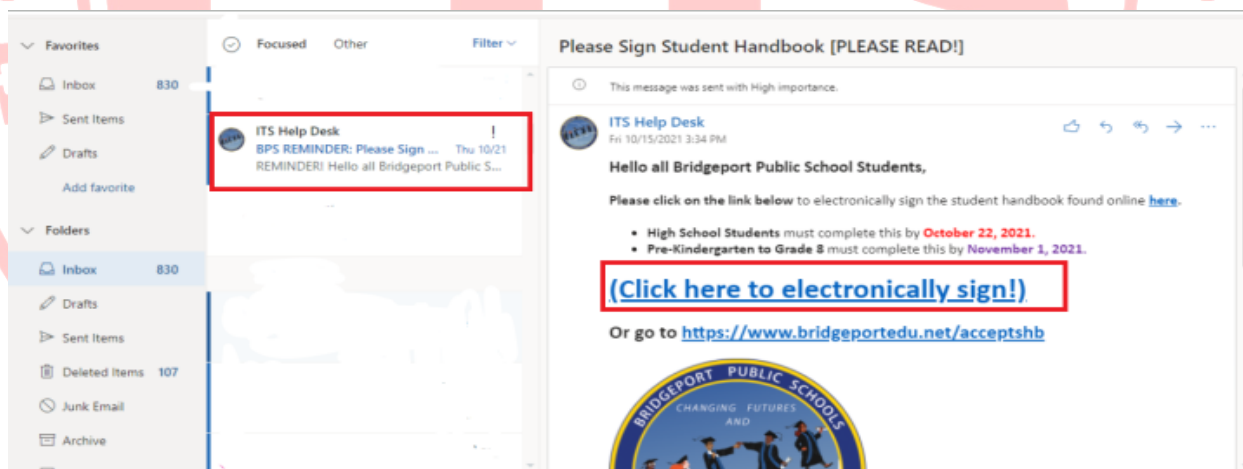 Favorites
Inbox 830
Sent Items
Drafts
Add favorite
Folders
Inbox 830
Drafts
Sent Items
Deleted Items 107
Junk Email
Archive
Focused Other Filter
ITS Help Desk !
BPS REMINDER: Please Sign ... Thu 10/21
REMINDER! Hello all Bridgeport Public S...
Please Sign Student Handbook [PLEASE READ!]
This message was sent with High importance.
ITS Help Desk
Fri 10/15/2021 3:34 PM
Hello all Bridgeport Public School Students,
Please click on the link below to electronically sign the student handbook found online here.
• High School Students must complete this by October 22, 2021.
• Pre-Kindergarten to Grade 8 must complete this by November 1, 2021.
(Click here to electronically sign!)
Or go to https://www.bridgeportedu.net/acceptshb
BRIDGEPORT PUBLIC SCHOOLS
CHANGING FUTURES
AND